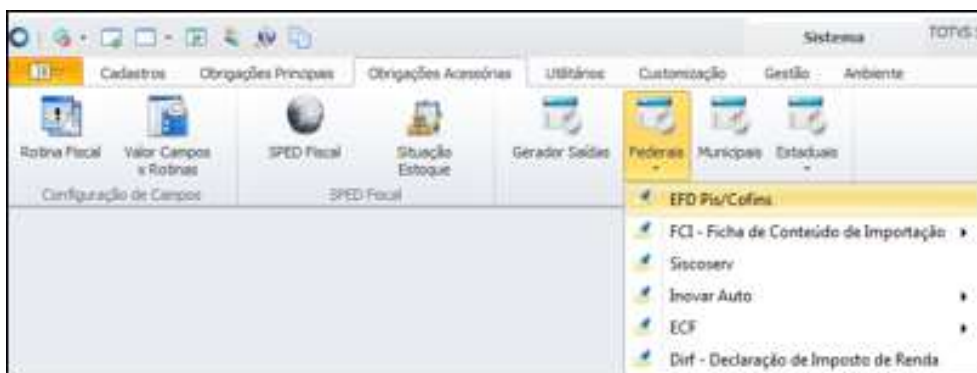 Sistema
TOTVS
Cadastros Obrigações Principais Obrigações Acessórias Utilitários Customização Gestão Ambiente
Rotina Fiscal
Valor Campos
x Rotinas
SPED Fiscal
Situação
Estoque
Gerador Saídas
Federais
Municipais
Estaduais
Configuração de Campos
SPED Fiscal
EFD Pis/Cofins
FCI - Ficha de Conteúdo de Importação
Siscoserv
Inovar Auto
ECF
Dirf - Declaração de Imposto de Renda